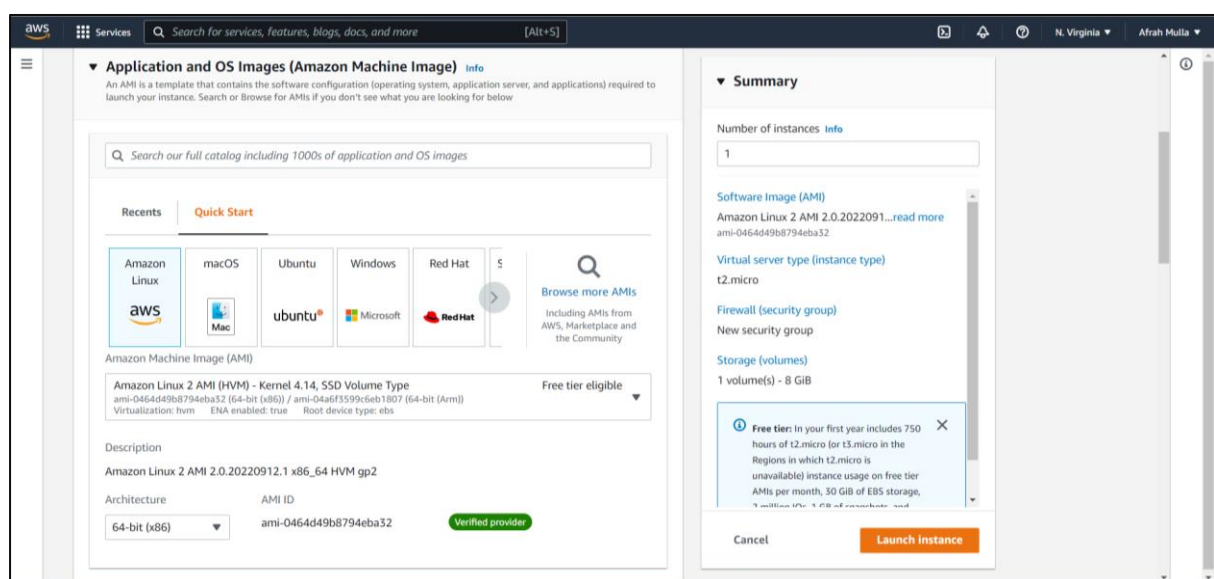 aws
Services
Search for services, features, blogs, docs, and more
[Alt+S]
N. Virginia ▼
Afrah Mulla ▼
▼ Application and OS Images (Amazon Machine Image) Info
An AMI is a template that contains the software configuration (operating system, application server, and applications) required to
launch your instance. Search or Browse for AMIs if you don't see what you are looking for
below
Search our full catalog including 1000s of application and OS images
Recents
Quick Start
Amazon
Linux
aws
macOS
Mac
Ubuntu
ubuntu
Windows
Microsoft
Red Hat
Red Hat
S
Browse more AMIs
Including AMIs from
AWS, Marketplace and
the Community
Amazon Machine Image (AMI)
Amazon Linux 2 AMI (HVM) - Kernel 4.14, SSD Volume Type
Free tier eligible
ami-0464d49b8794eba32 (64-bit (x86)) / ami-04a6f3599c6eb1807 (64-bit (Arm))
Virtualization: hvm ENA enabled: true Root device type: ebs
Description
Amazon Linux 2 AMI 2.0.20220912.1 x86_64 HVM gp2
Architecture
AMI ID
64-bit (x86)
ami-0464d49b8794eba32
Verified provider
▼ Summary
Number of instances Info
1
Software Image (AMI)
Amazon Linux 2 AMI 2.0.2022091...read more
ami-0464d49b8794eba32
Virtual server type (instance type)
t2.micro
Firewall (security group)
New security group
Storage (volumes)
1 volume(s) - 8 GiB
Free tier: In your first year includes 750
hours of t2.micro (or t3.micro in the
Regions in which t2.micro is
unavailable) instance usage on free tier
AMIs per month, 30 GiB of EBS storage,
2 million IOs, 1 GB of snapshots, and
Cancel
Launch instance